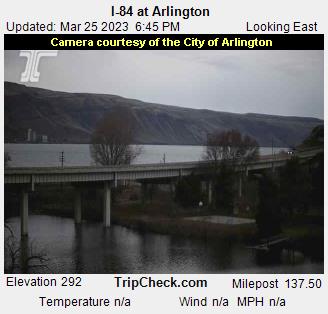 I-84 at Arlington
Updated: Mar 25 2023 6:45 PM Looking East
Camera courtesy of the City of Arlington
Elevation 292 TripCheck.com Milepost 137.50
Temperature n/a Wind n/a MPH n/a